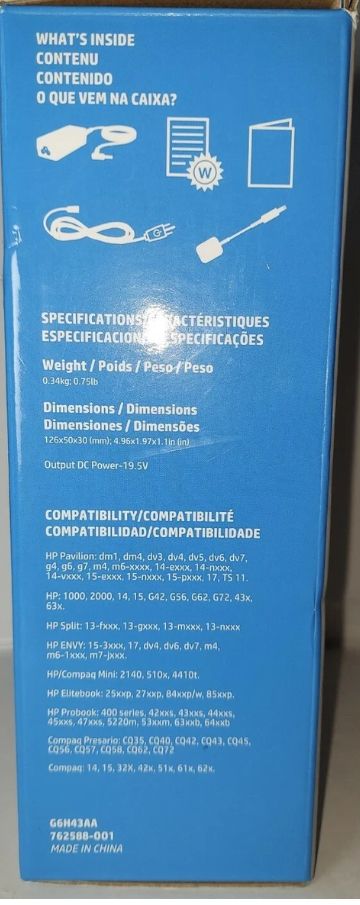 WHAT'S INSIDE
CONTENU
CONTENIDO
O QUE VEM NA CAIXA?
W
SPECIFICATIONS
ESPECIFICAÇÕES
Weight / Poids / Peso / Peso
0.34kg; 0.75lb
Dimensions / Dimensions
Dimensiones / Dimensões
126x50x30 (mm); 4.96x1.97x1.1in (in)
Output DC Power-19.5V
COMPATIBILITY/COMPATIBILITÉ
COMPATIBILIDAD/COMPATIBILIDADE
HP Pavilion: dm1, dm4, dv3, dv4, dv5, dv6, dv7,
g4, g6, g7, m4, m6-xxxx, 14-exxx, 14-nxxx,
14-vxxx, 15-exxx, 15-nxxx, 15-pxxx, 17, TS 11.
HP: 1000, 2000, 14, 15, G42, G56, G62, G72, 43x,
63x.
HP Split: 13-fxxx, 13-gxxx, 13-mxxx, 13-nxxx
HP ENVY: 15-3xxx, 17, dv4, dv6, dv7, m4,
m6-1xxx, m7-jxxx.
HP/Compaq Mini: 2140, 510x, 4410t.
HP Elitebook: 25xxp, 27xxp, 84xxp/w, 85xxp.
HP Probook: 400 series, 42xxs, 43xxs, 44xxs,
45xxs, 47xxs, 5220m, 53xxm, 63xxb, 64xxb
Compaq Presario: CQ35, CQ40, CQ42, CQ43, CQ45,
CQ56, CQ57, CQ58, CQ62, CQ72
Compaq: 14, 15, 32X, 42x, 51x, 61x, 62x.
G6H43AA
762588-001
MADE IN CHINA